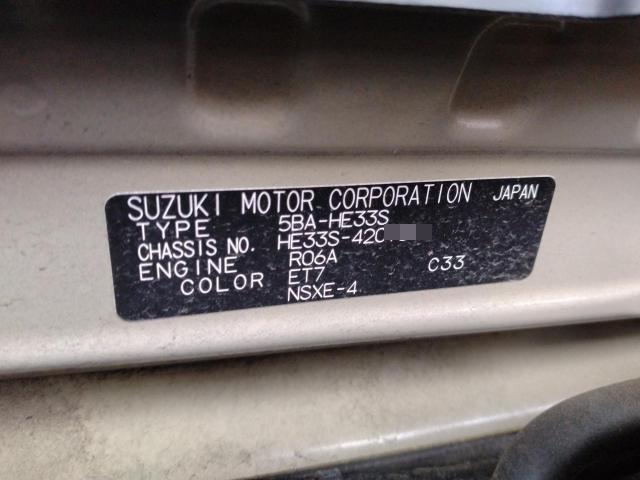 SUZUKI MOTOR CORPORATION JAPAN
TYPE 5BA-HE33S
CHASSIS NO. HE33S-420
ENGINE R06A C33
COLOR ET7
NSXE-4